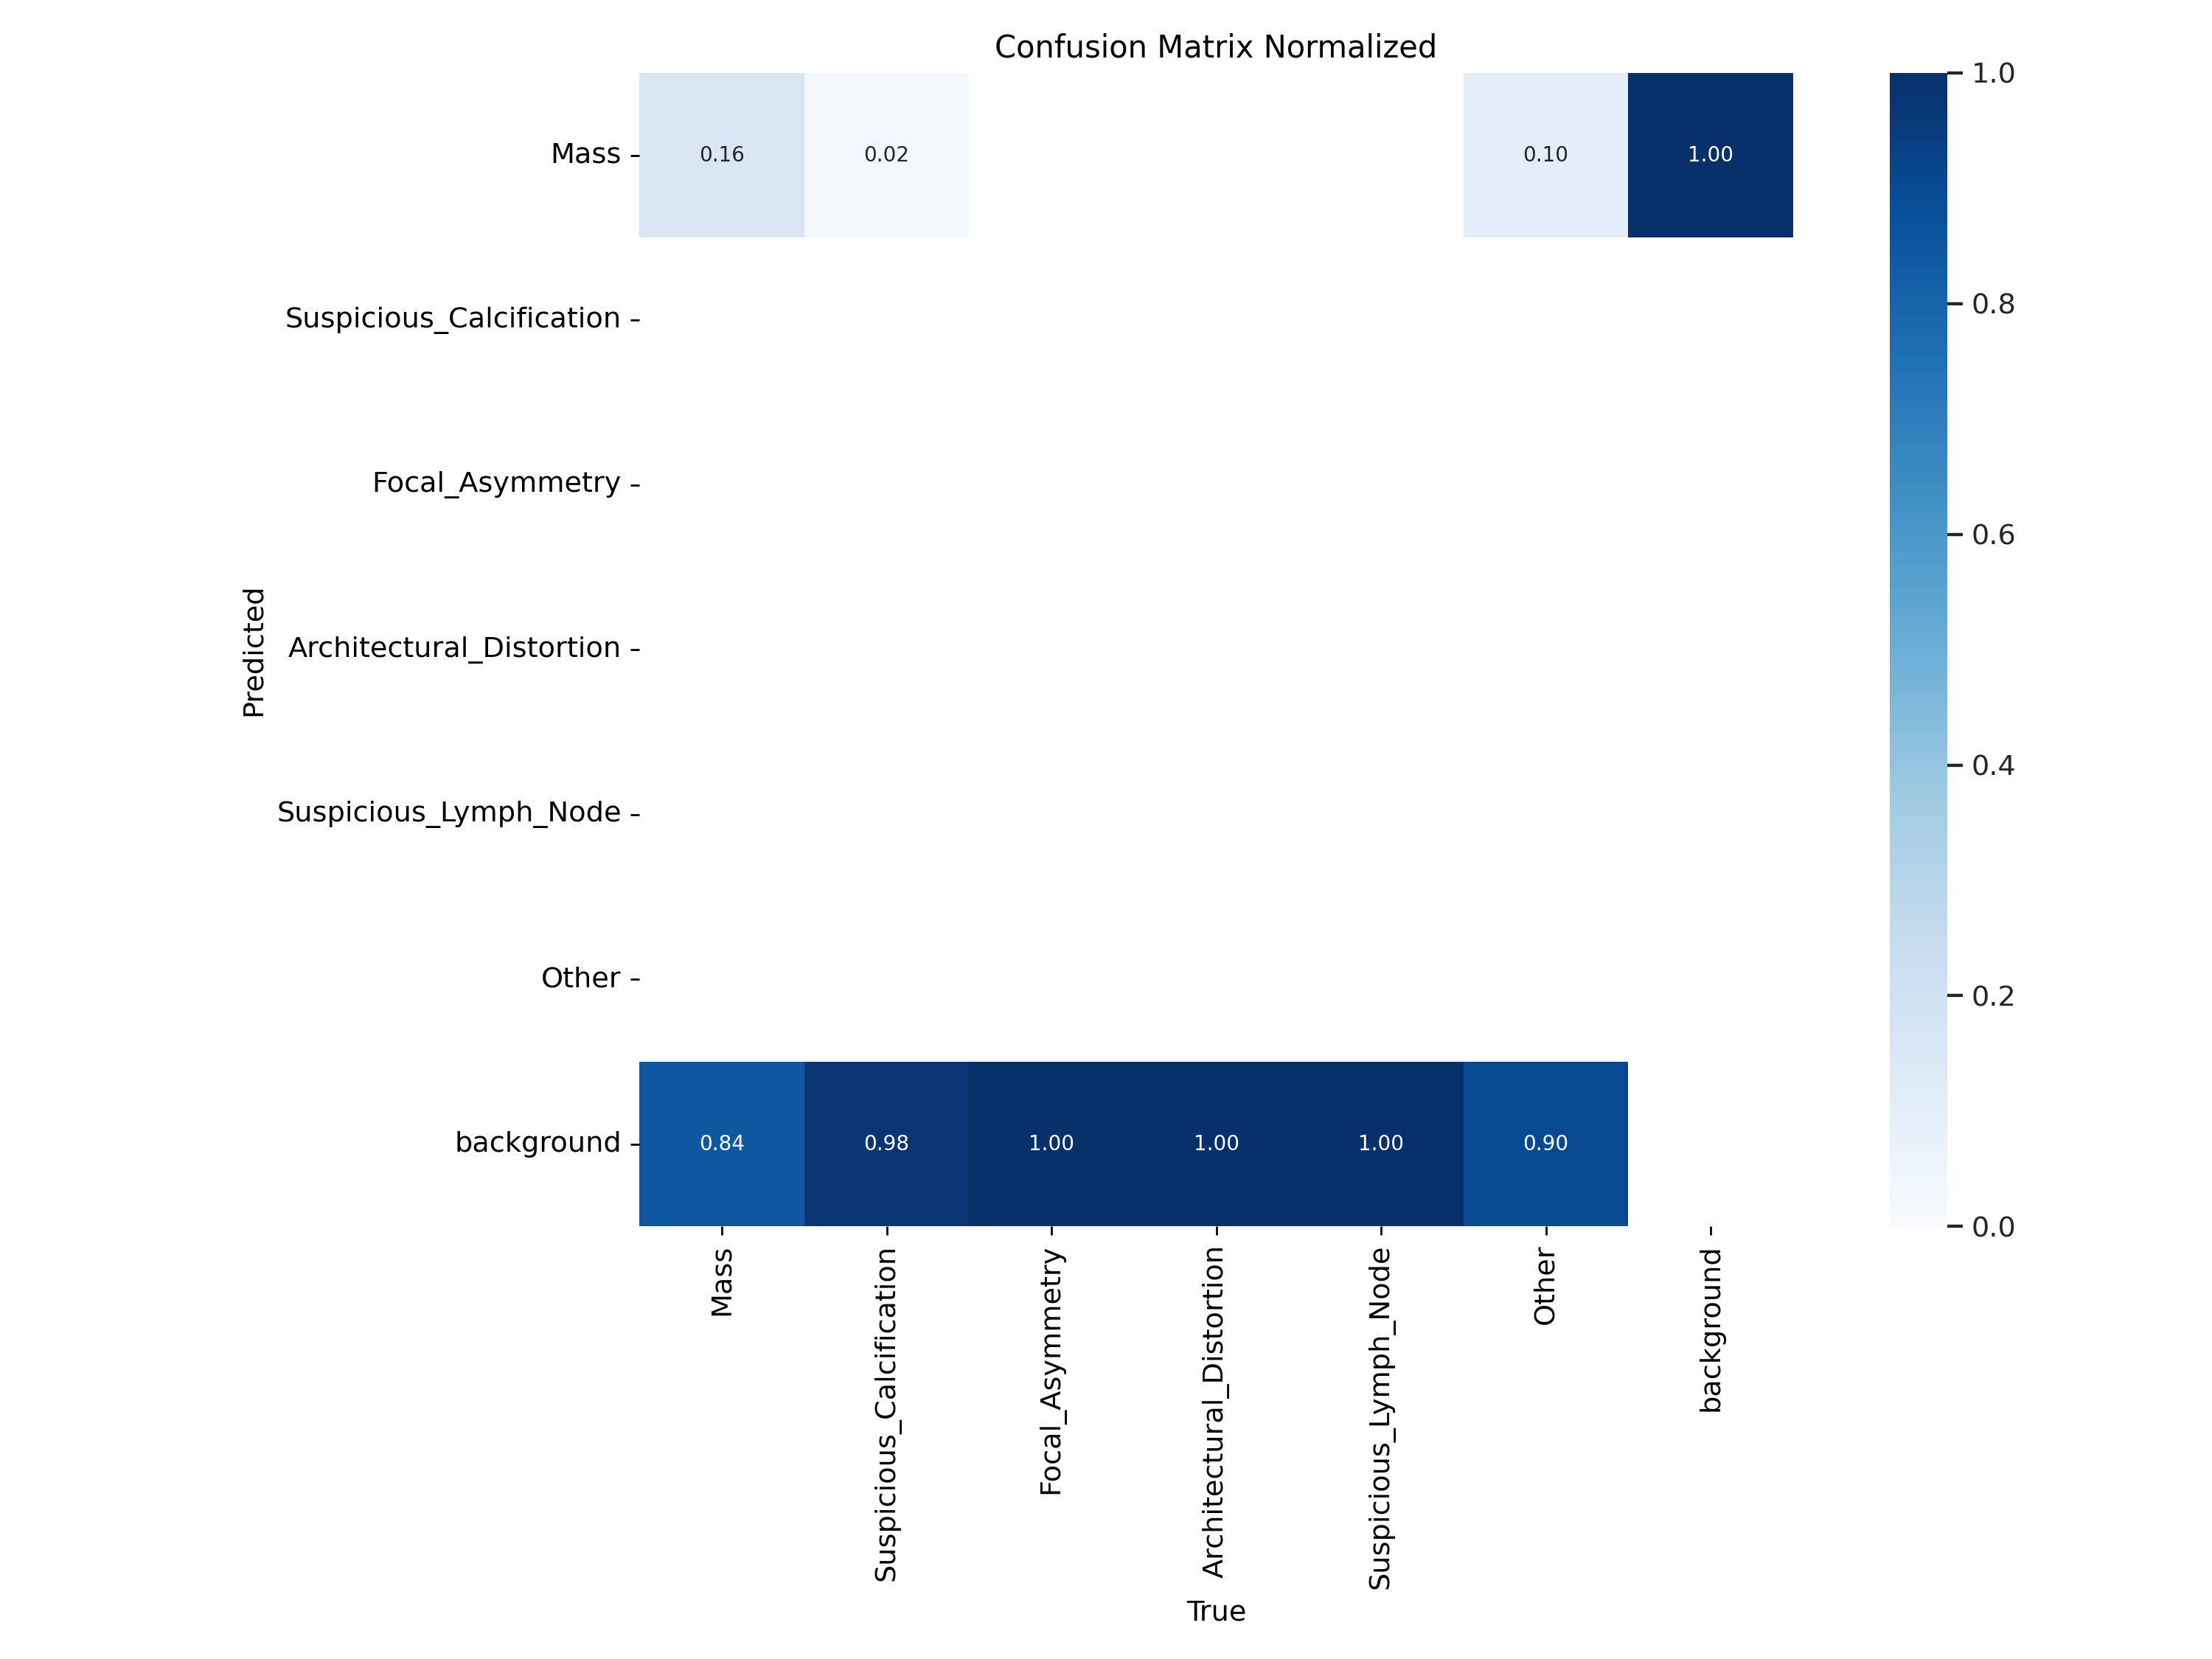 Confusion Matrix Normalized
Predicted
Mass
0.16 0.02 0.10 1.00
Suspicious_Calcification
Focal_Asymmetry
Architectural_Distortion
Suspicious_Lymph_Node
Other
background
0.84 0.98 1.00 1.00 1.00 0.90
Mass
Suspicious_Calcification
Focal_Asymmetry
Architectural_Distortion
Suspicious_Lymph_Node
Other
background
True
1.0
0.8
0.6
0.4
0.2
0.0